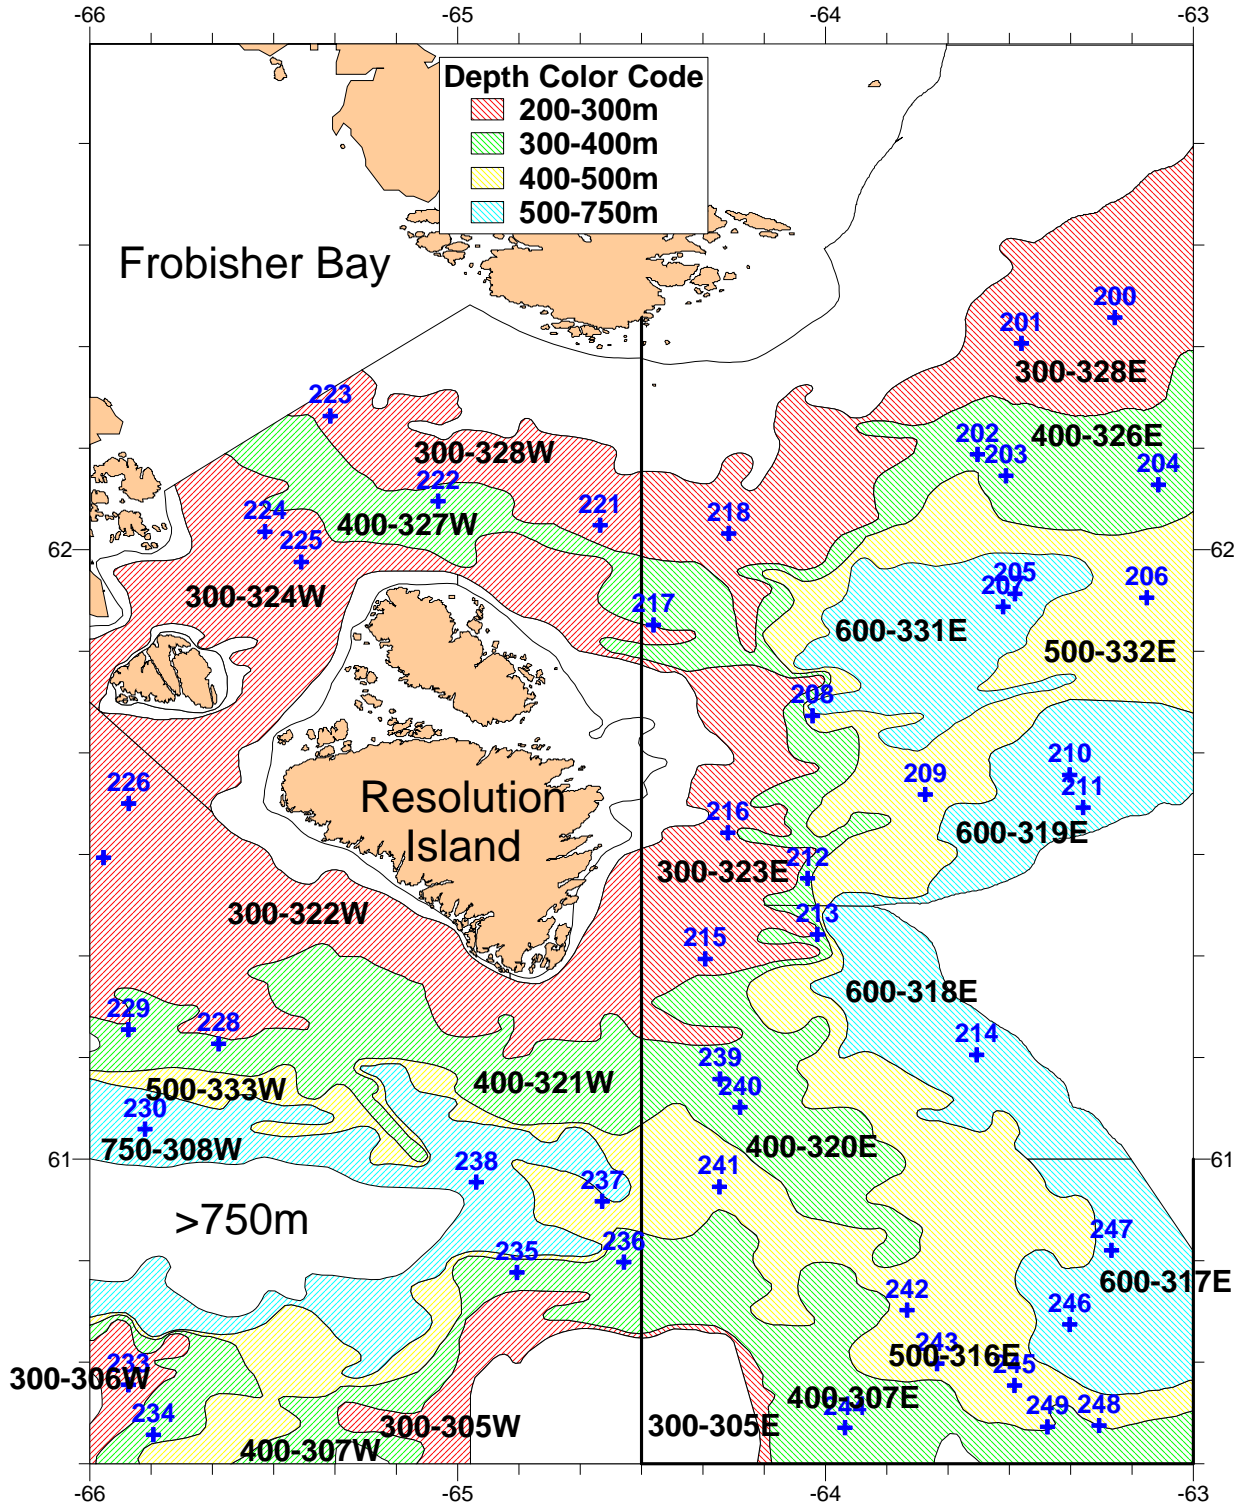 -66 -65 -64 -63
Depth Color Code
200-300m
300-400m
400-500m
500-750m
Frobisher Bay
200
201
300-328E
223
202
400-326E
300-328W
203
204
222
224
221
218
400-327W
225
62
62
205
206
207
300-324W
217
600-331E
500-332E
208
210
226
209
211
Resolution
Island
216
600-319E
212
300-323E
300-322W
213
215
600-318E
229
228
214
239
400-321W
500-333W
240
230
400-320E
750-308W
61
61
238
241
237
>750m
236
247
235
600-317E
242
246
243
500-316E
233
245
300-306W
400-307E
244
249
248
234
300-305W
300-305E
400-307W
-66 -65 -64 -63